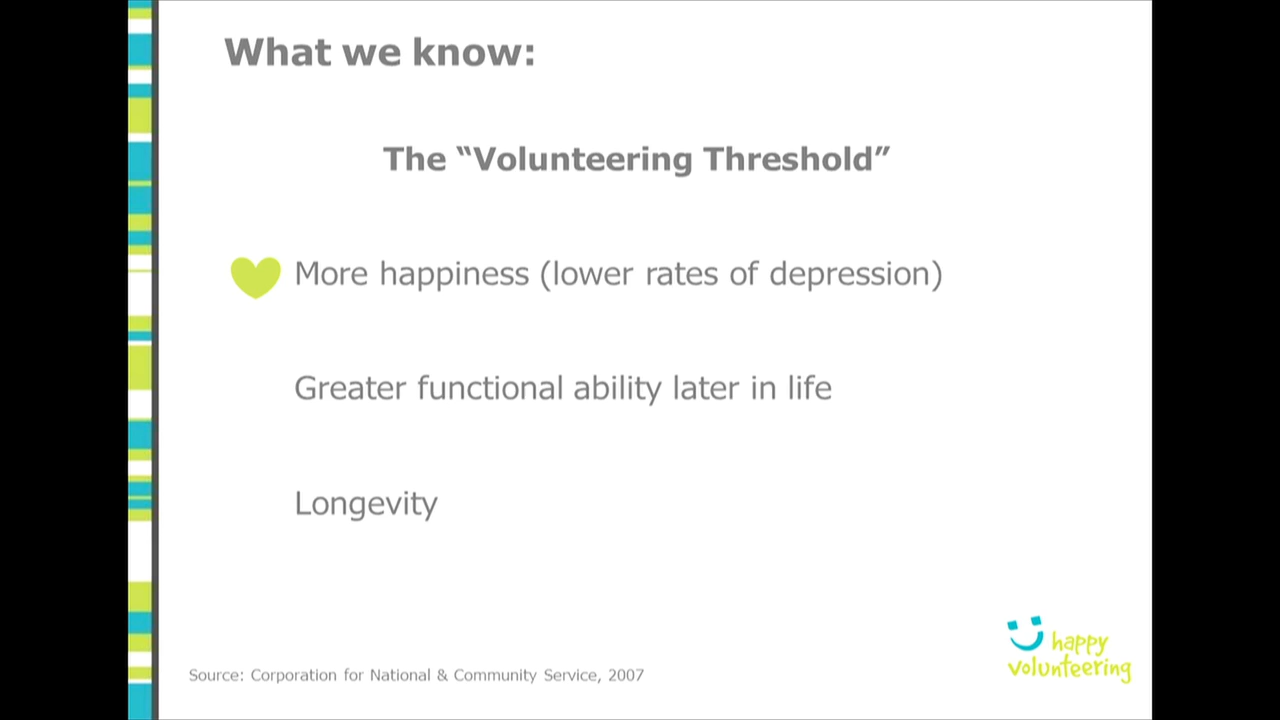 What we know:
The “Volunteering Threshold”
More happiness (lower rates of depression)
Greater functional ability later in life
Longevity
happy
volunteering
Source: Corporation for National & Community Service, 2007